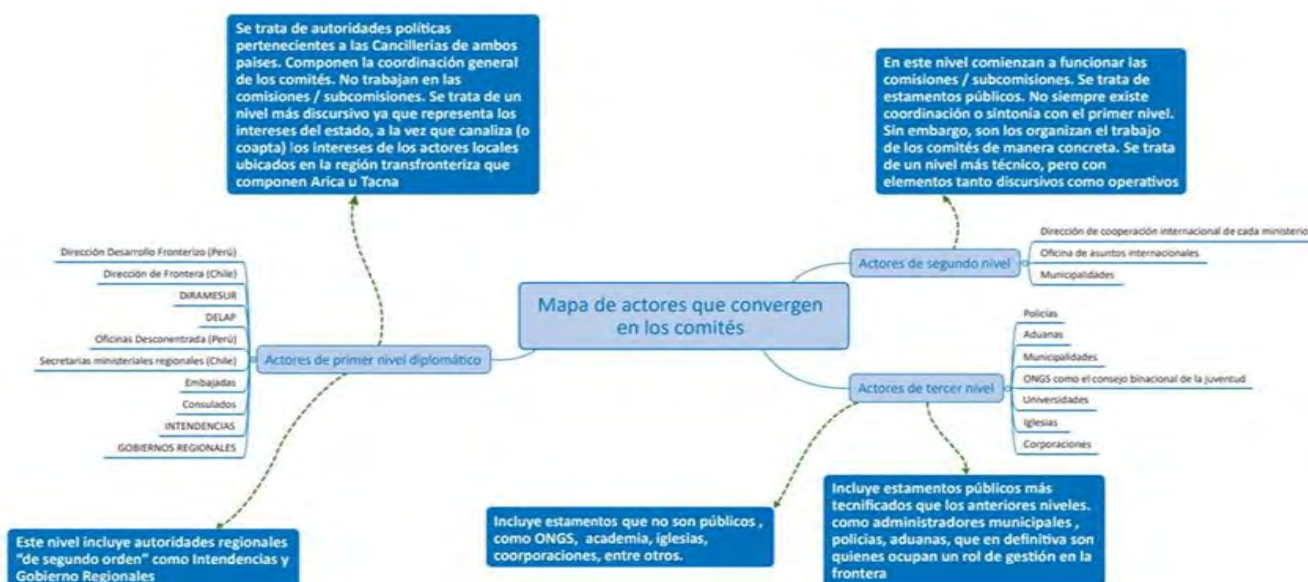 Se trata de autoridades políticas
pertenecientes a las Cancillerias de ambos
paises. Componen la coordinación general
de los comités. No trabajan en las
comisiones / subcomisiones. Se trata de un
nivel más discursivo ya que representa los
intereses del estado, a la vez que canaliza (o
coapta) los intereses de los actores locales
ubicados en la región transfronteriza que
componen Arica u Tacna
En este nivel comienzan a funcionar las
comisiones / subcomisiones. Se trata de
estamentos públicos. No siempre existe
coordinación o sintonía con el primer nivel.
Sin embargo, son los organizan el trabajo
de los comités de manera concreta. Se trata
de un nivel más técnico, pero con
elementos tanto discursivos como operativos
Mapa de actores que convergen
en los comités
Actores de primer nivel diplomático
Dirección Desarrollo Fronterizo (Perú)
Dirección de Frontera (Chile)
DIRAMESUR
DELAP
Oficinas Desconentrada (Perú)
Secretarias ministeriales regionales (Chile)
Embajadas
Consulados
INTENDENCIAS
GOBIERNOS REGIONALES
Actores de segundo nivel
Dirección de cooperación internacional de cada ministerio
Oficina de asuntos internacionales
Municipalidades
Actores de tercer nivel
Policías
Aduanas
Municipalidades
ONGS como el consejo binacional de la juventud
Universidades
Iglesias
Corporaciones
Este nivel incluye autoridades regionales
"de segundo orden" como Intendencias y
Gobierno Regionales
Incluye estamentos que no son públicos ,
como ONGS, academia, iglesias,
coorporaciones, entre otros.
Incluye estamentos públicos más
tecnificados que los anteriores niveles.
como administradores municipales ,
policias, aduanas, que en definitiva son
quienes ocupan un rol de gestión en la
frontera